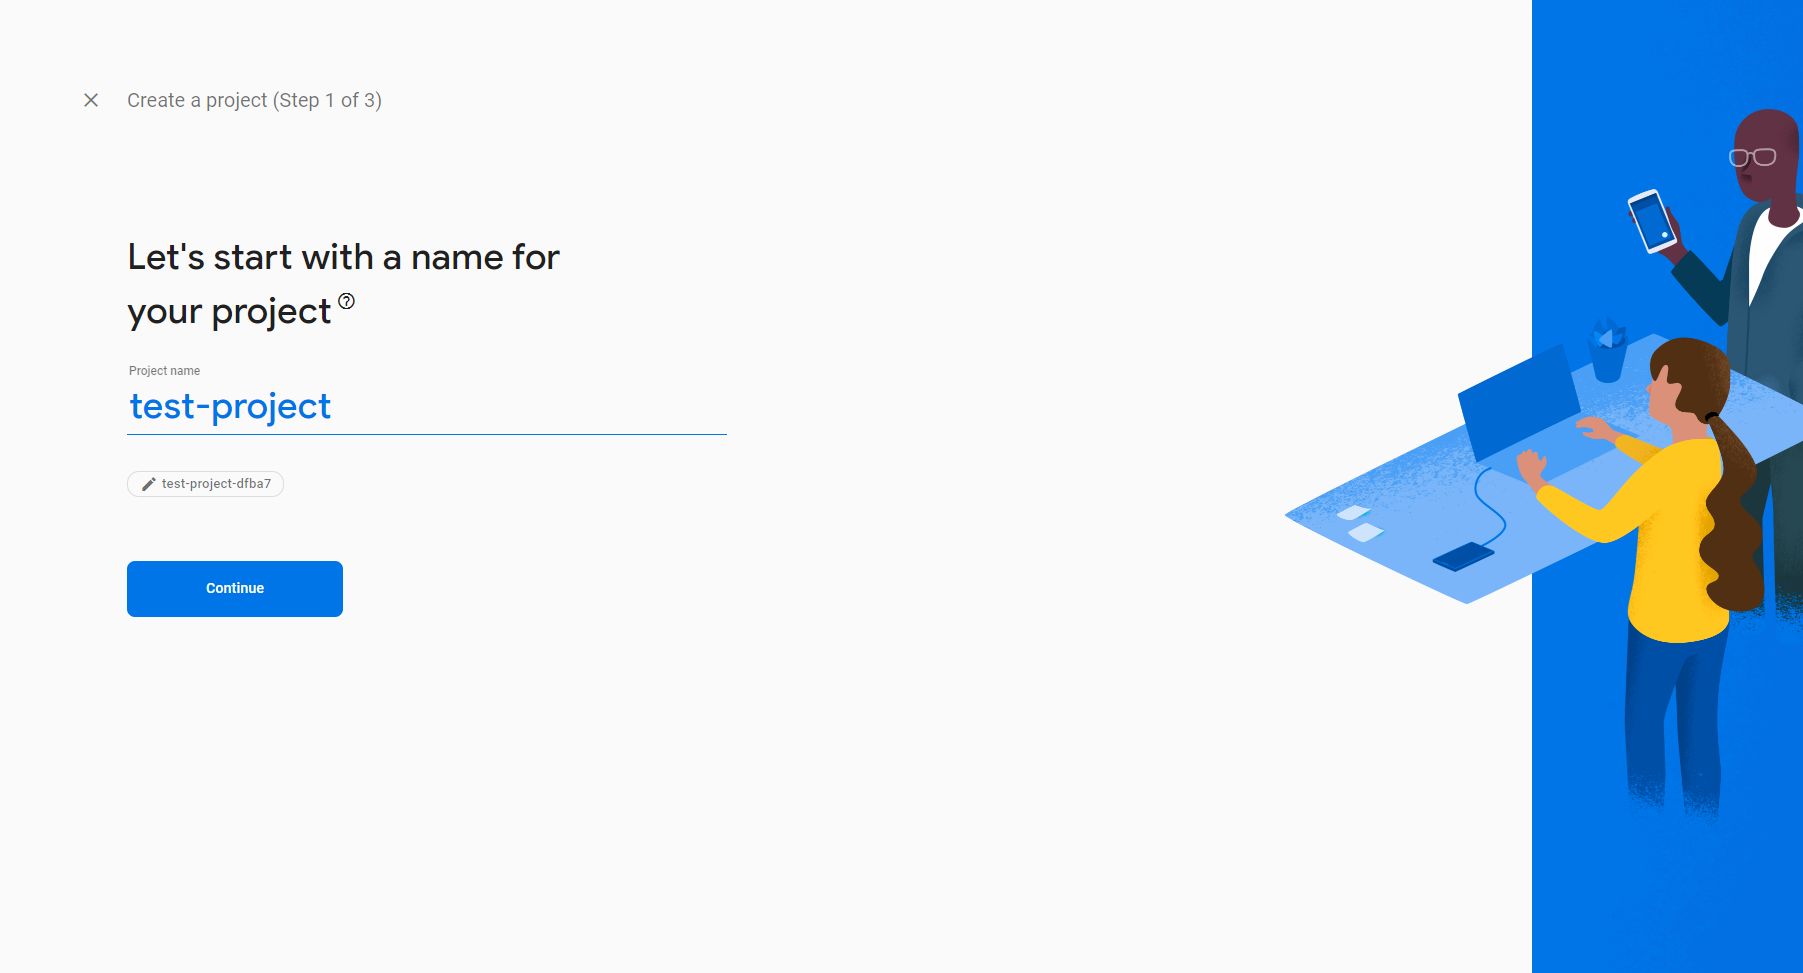 Create a project (Step 1 of 3)
Let's start with a name for
your project
Project name
test-project
test-project-dfba7
Continue